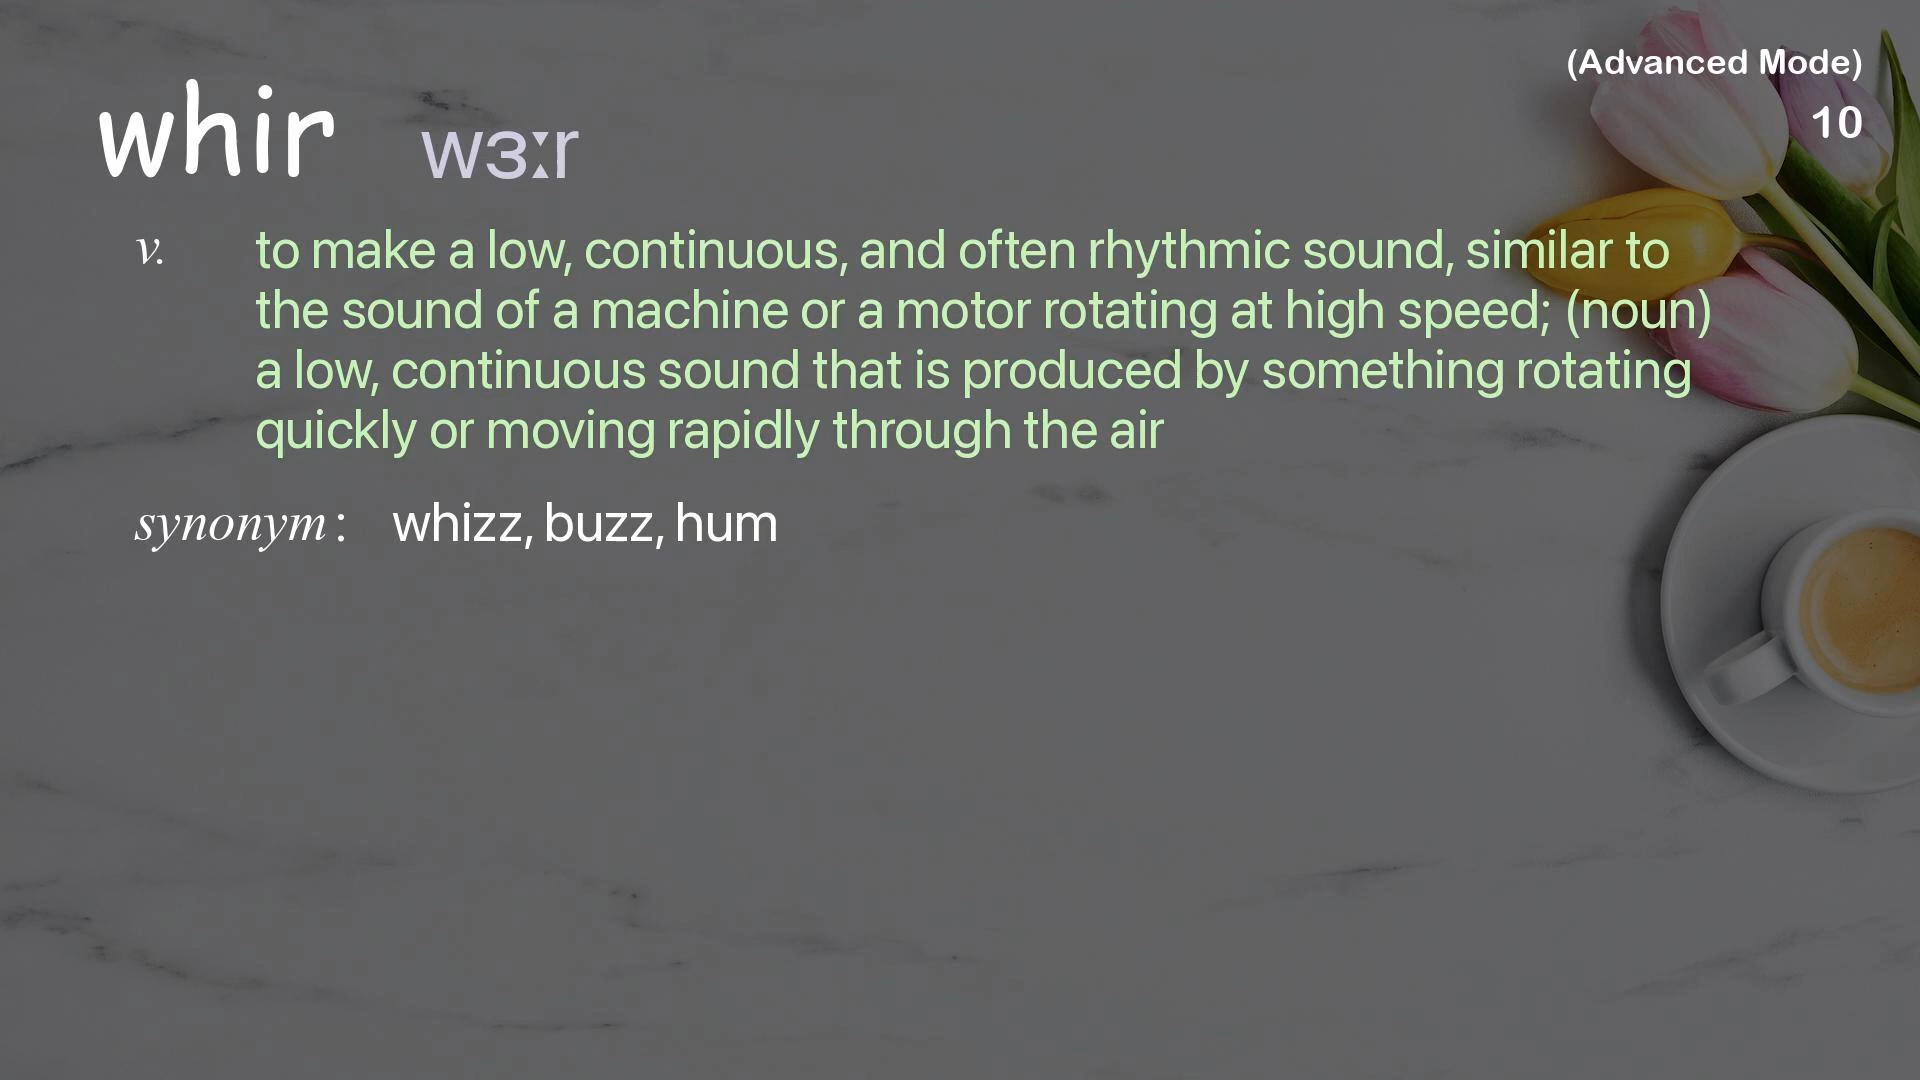 (Advanced Mode)
10
whir wɜːr
v. to make a low, continuous, and often rhythmic sound, similar to
the sound of a machine or a motor rotating at high speed; (noun)
a low, continuous sound that is produced by something rotating
quickly or moving rapidly through the air
synonym: whizz, buzz, hum